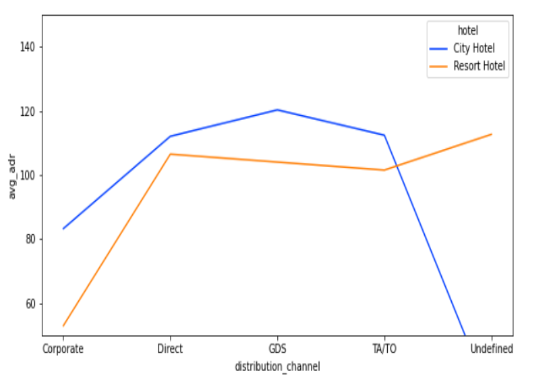 hotel
City Hotel
Resort Hotel
140
120
100
80
60
avg_adr
Corporate Direct GDS TA/TO Undefined
distribution_channel